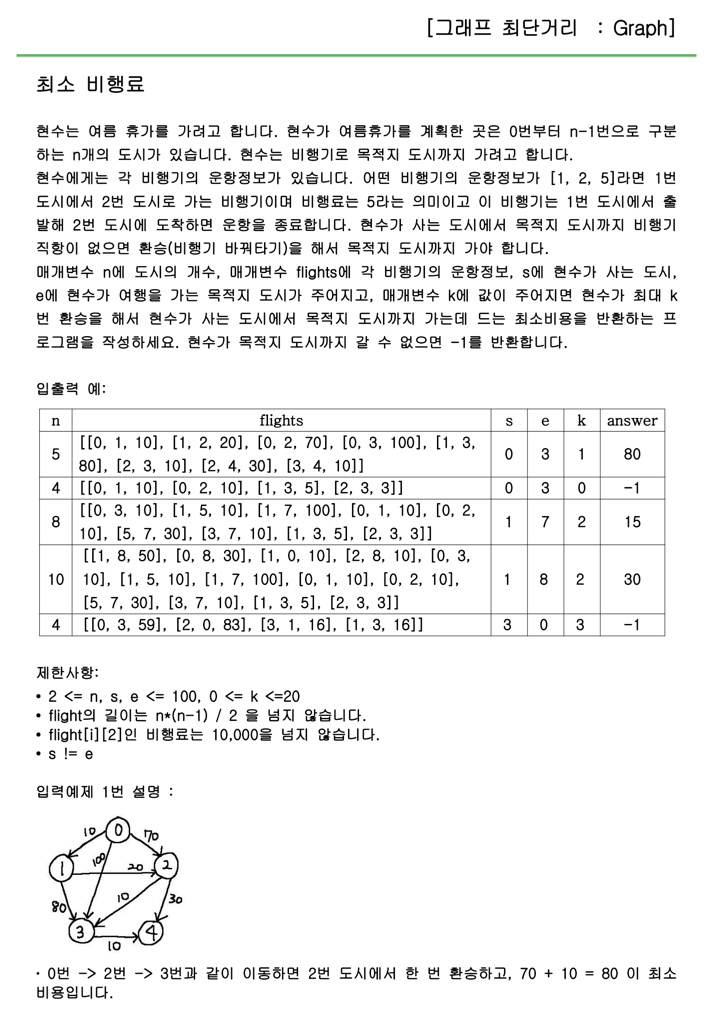 [그래프 최단거리 : Graph]
최소 비행료
현수는 여름 휴가를 가려고 합니다. 현수가 여름휴가를 계획한 곳은 0번부터 n-1번으로 구분
하는 n개의 도시가 있습니다. 현수는 비행기로 목적지 도시까지 가려고 합니다.
현수에게는 각 비행기의 운항정보가 있습니다. 어떤 비행기의 운항정보가 [1, 2, 5]라면 1번
도시에서 2번 도시로 가는 비행기이며 비행료는 5라는 의미이고 이 비행기는 1번 도시에서 출
발해 2번 도시에 도착하면 운항을 종료합니다. 현수가 사는 도시에서 목적지 도시까지 비행기
직항이 없으면 환승(비행기 바꿔타기)을 해서 목적지 도시까지 가야 합니다.
매개변수 n에 도시의 개수, 매개변수 flights에 각 비행기의 운항정보, s에 현수가 사는 도시,
e에 현수가 여행을 가는 목적지 도시가 주어지고, 매개변수 k에 값이 주어지면 현수가 최대 k
번 환승을 해서 현수가 사는 도시에서 목적지 도시까지 가는데 드는 최소비용을 반환하는 프
로그램을 작성하세요. 현수가 목적지 도시까지 갈 수 없으면 -1를 반환합니다.
입출력 예:
n flights s e k answer
5 [[0, 1, 10], [1, 2, 20], [0, 2, 70], [0, 3, 100], [1, 3,
80], [2, 3, 10], [2, 4, 30], [3, 4, 10]] 0 3 1 80
4 [[0, 1, 10], [0, 2, 10], [1, 3, 5], [2, 3, 3]] 0 3 0 -1
8 [[0, 3, 10], [1, 5, 10], [1, 7, 100], [0, 1, 10], [0, 2,
10], [5, 7, 30], [3, 7, 10], [1, 3, 5], [2, 3, 3]] 1 7 2 15
[[1, 8, 50], [0, 8, 30], [1, 0, 10], [2, 8, 10], [0, 3,
10 10], [1, 5, 10], [1, 7, 100], [0, 1, 10], [0, 2, 10], 1 8 2 30
[5, 7, 30], [3, 7, 10], [1, 3, 5], [2, 3, 3]]
4 [[0, 3, 59], [2, 0, 83], [3, 1, 16], [1, 3, 16]] 3 0 3 -1
제한사항:
• 2 <= n, s, e <= 100, 0 <= k <=20
• flight의 길이는 n*(n-1) / 2 을 넘지 않습니다.
• flight[i][2]인 비행료는 10,000을 넘지 않습니다.
• s != e
입력예제 1번 설명 :
10 0 70
100
1 20 2
80 10 30
3 4
10
· 0번 -> 2번 -> 3번과 같이 이동하면 2번 도시에서 한 번 환승하고, 70 + 10 = 80 이 최소
비용입니다.